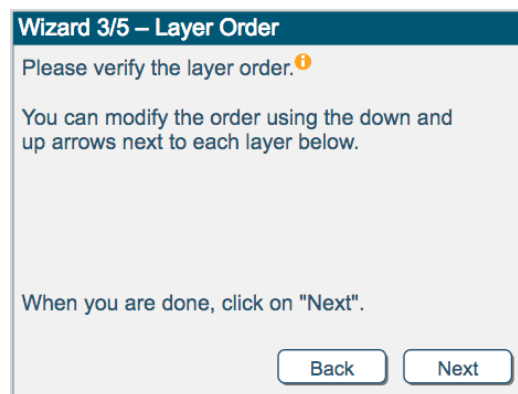 Wizard 3/5 – Layer Order
Please verify the layer order.
You can modify the order using the down and
up arrows next to each layer below.
When you are done, click on "Next".
Back Next